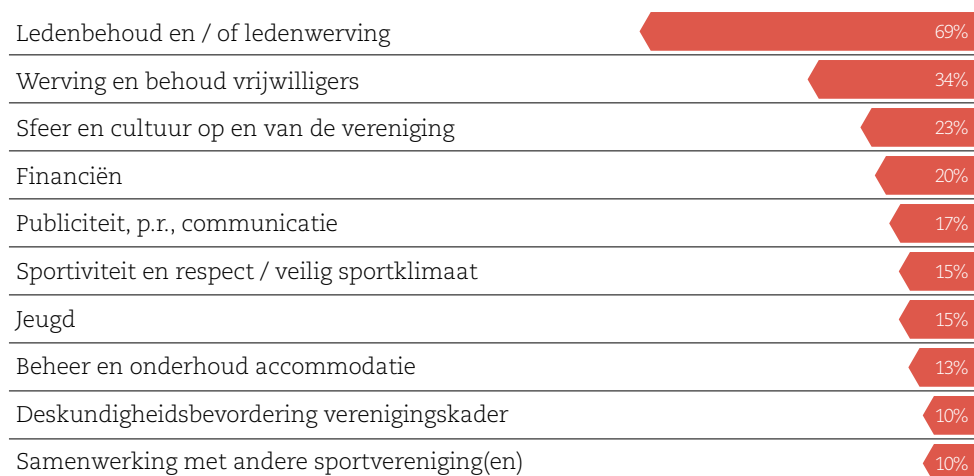 Ledenbehoud en / of ledenwerving 69%
Werving en behoud vrijwilligers 34%
Sfeer en cultuur op en van de vereniging 23%
Financiën 20%
Publiciteit, p.r., communicatie 17%
Sportiviteit en respect / veilig sportklimaat 15%
Jeugd 15%
Beheer en onderhoud accommodatie 13%
Deskundigheidsbevordering verenigingskader 10%
Samenwerking met andere sportvereniging(en) 10%